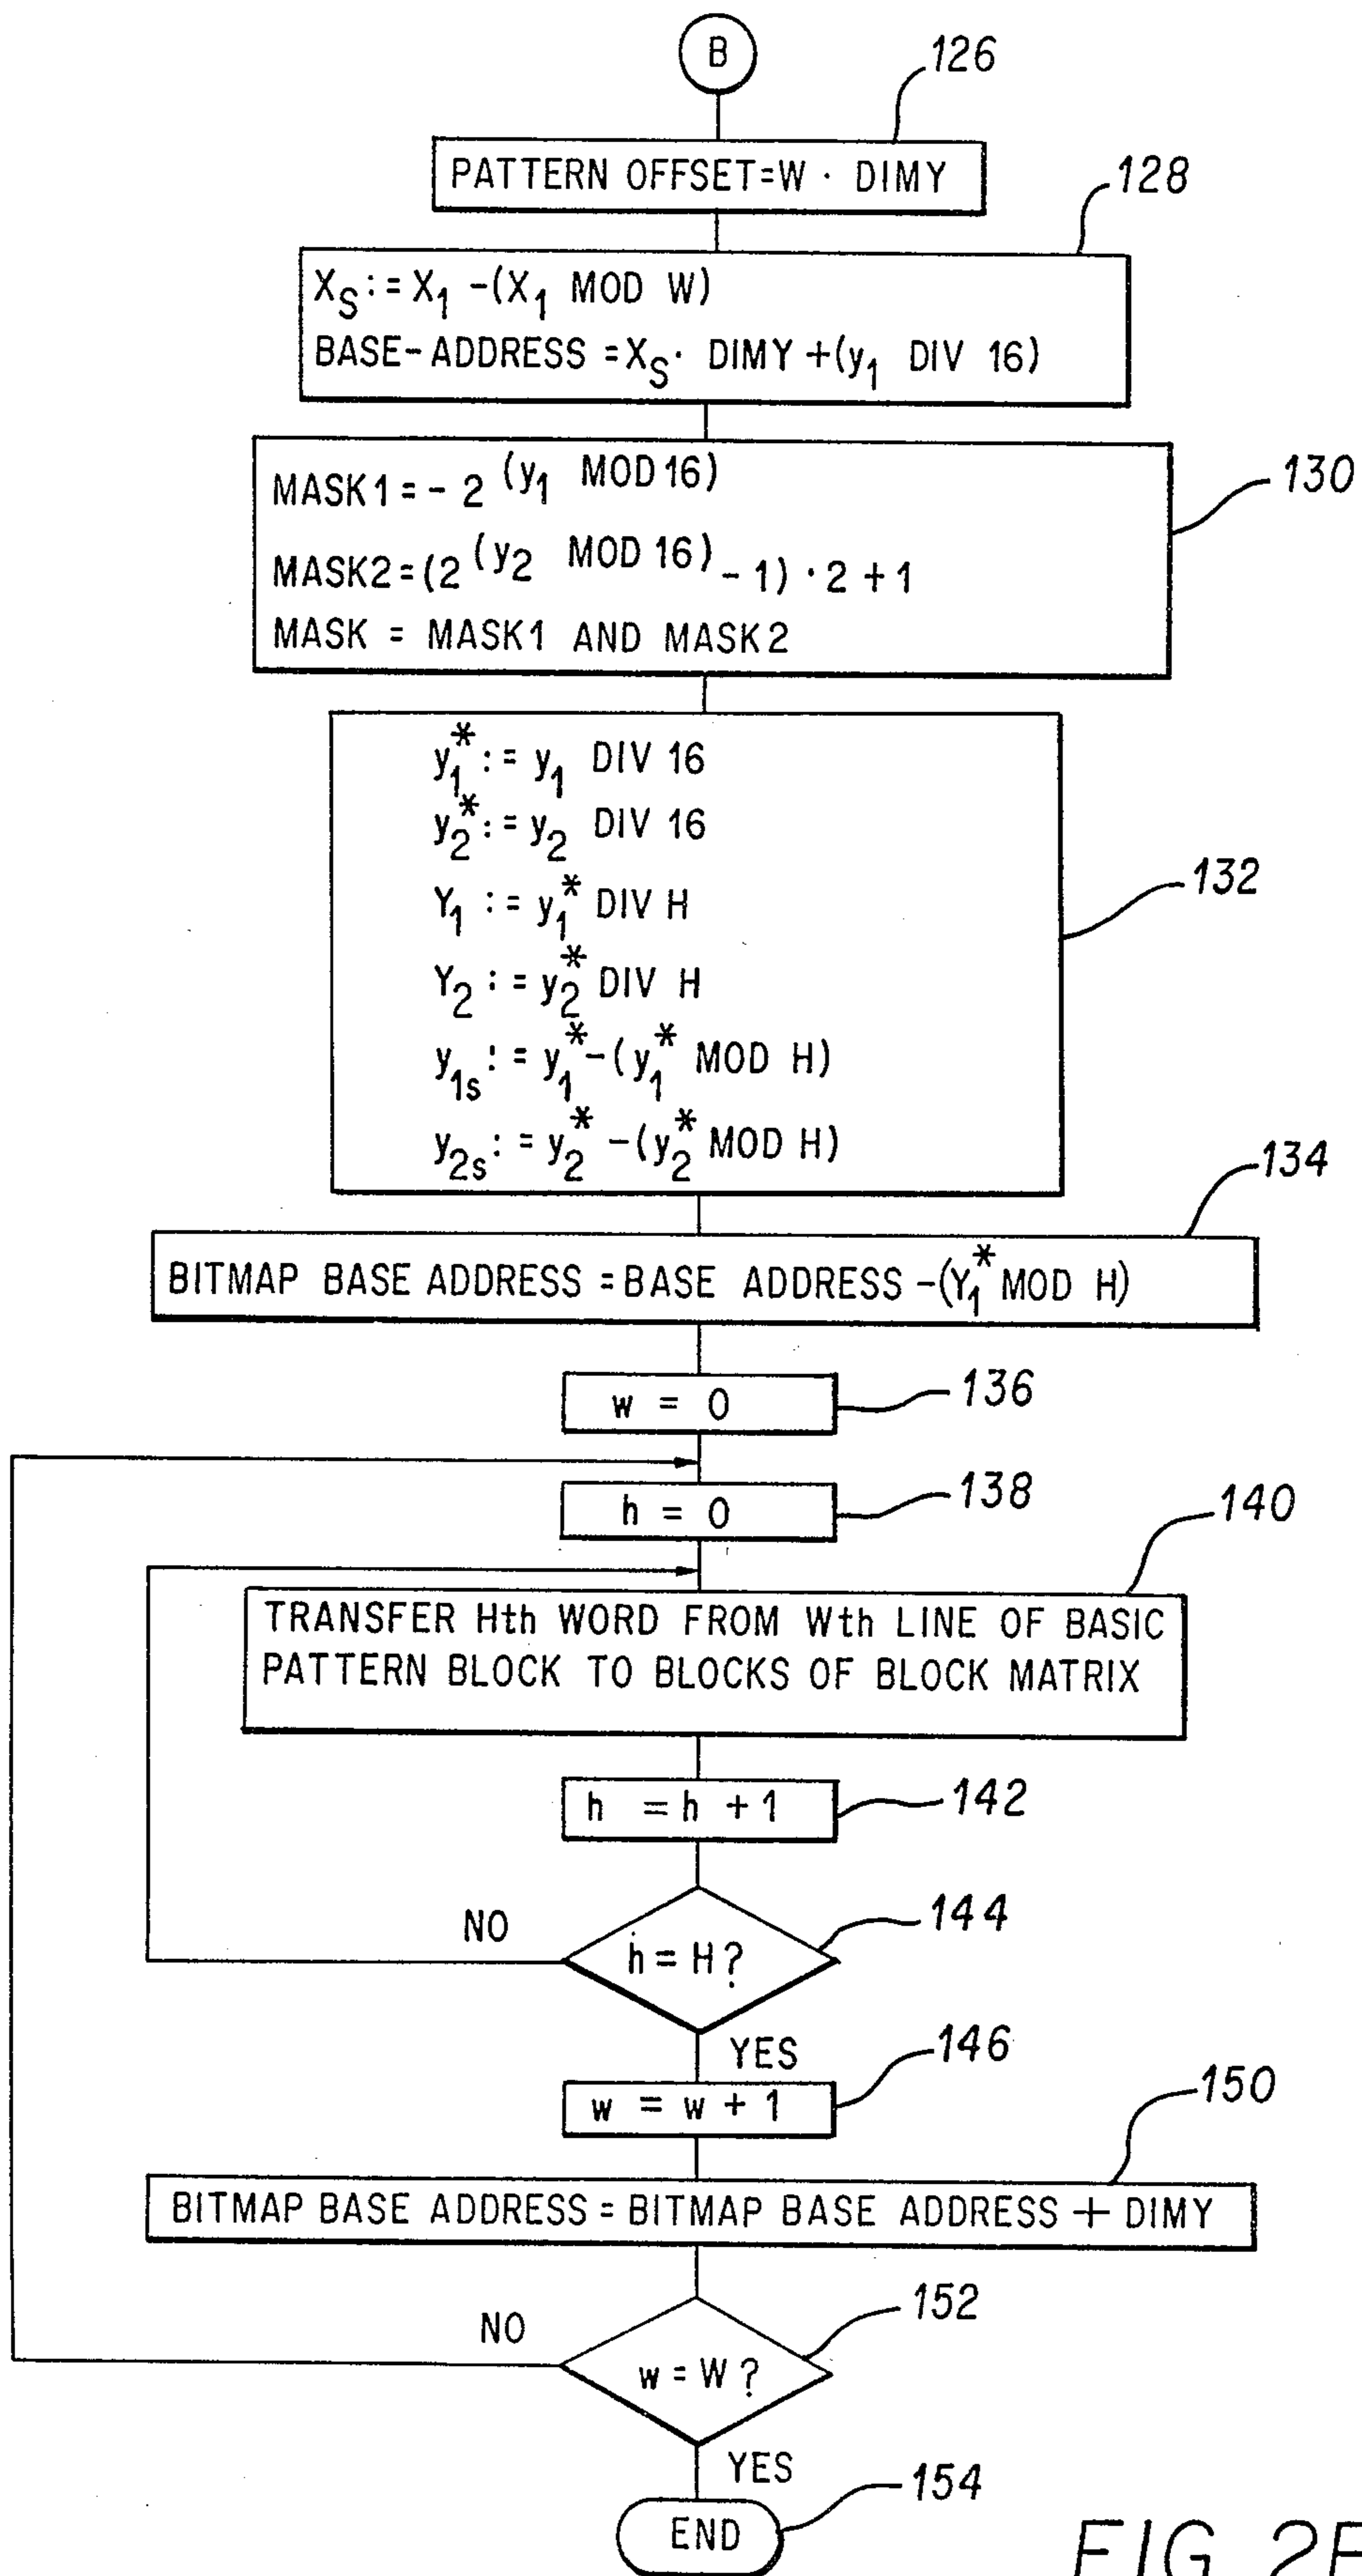 B
126
PATTERN OFFSET=W · DIMY
128
X_S:= X_1 -(X_1 MOD W)
BASE-ADDRESS =X_S· DIMY +(y_1 DIV 16)
130
MASK1=-2^(y_1 MOD16)
MASK2=(2^(y_2 MOD 16)-1)·2+1
MASK = MASK1 AND MASK2
132
y_1^*:= y_1 DIV 16
y_2^*:= y_2 DIV 16
Y_1 := y_1^* DIV H
Y_2 := y_2^* DIV H
y_1s:= y_1^*-(y_1^* MOD H)
y_2s:= y_2^*-(y_2^* MOD H)
134
BITMAP BASE ADDRESS =BASE ADDRESS -(Y_1^* MOD H)
136
w = 0
138
h = 0
140
TRANSFER Hth WORD FROM Wth LINE OF BASIC
PATTERN BLOCK TO BLOCKS OF BLOCK MATRIX
142
h = h + 1
144
NO
h = H?
YES
146
w = w + 1
150
BITMAP BASE ADDRESS = BITMAP BASE ADDRESS + DIMY
152
NO
w = W?
YES
154
END